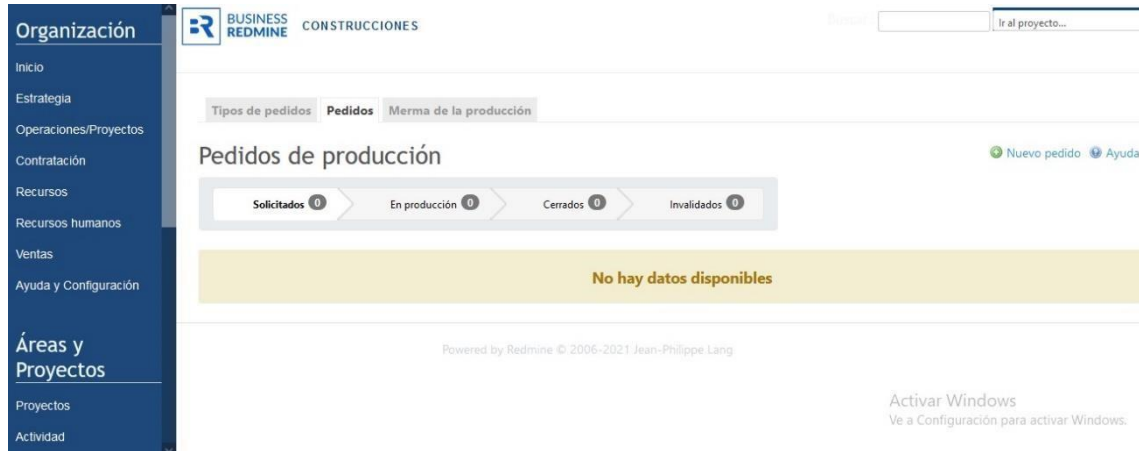 Organización
Inicio
Estrategia
Operaciones/Proyectos
Contratación
Recursos
Recursos humanos
Ventas
Ayuda y Configuración
Áreas y
Proyectos
Proyectos
Actividad
BUSINESS
REDMINE
CONSTRUCCIONES
Buscar:
Ir al proyecto...
Tipos de pedidos Pedidos Merma de la producción
Pedidos de producción
Nuevo pedido Ayuda
Solicitados 0 En producción 0 Cerrados 0 Invalidados 0
No hay datos disponibles
Powered by Redmine © 2006-2021 Jean-Philippe Lang
Activar Windows
Ve a Configuración para activar Windows.